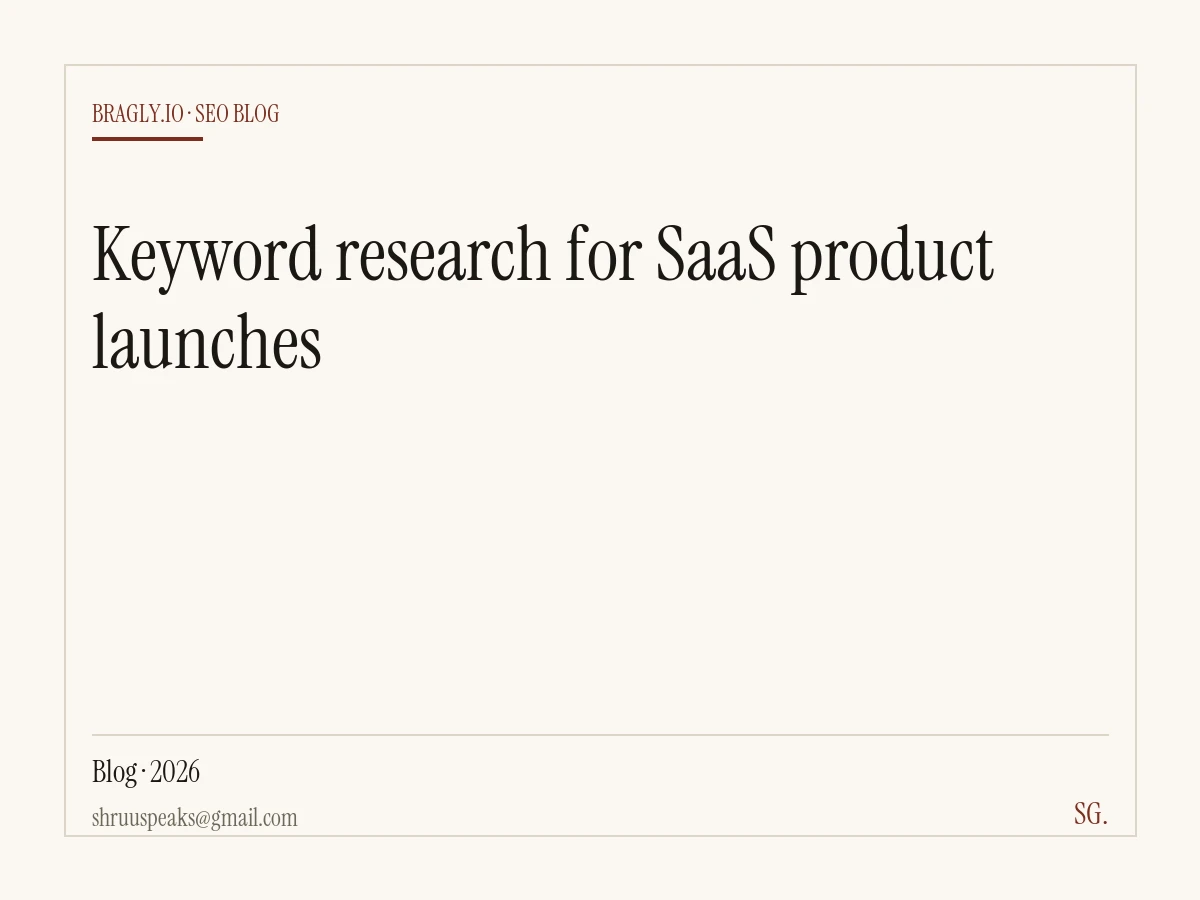 BRAGLY.IO · SEO BLOG
Keyword research for SaaS product
launches
Blog · 2026
shruuspeaks@gmail.com
SG.